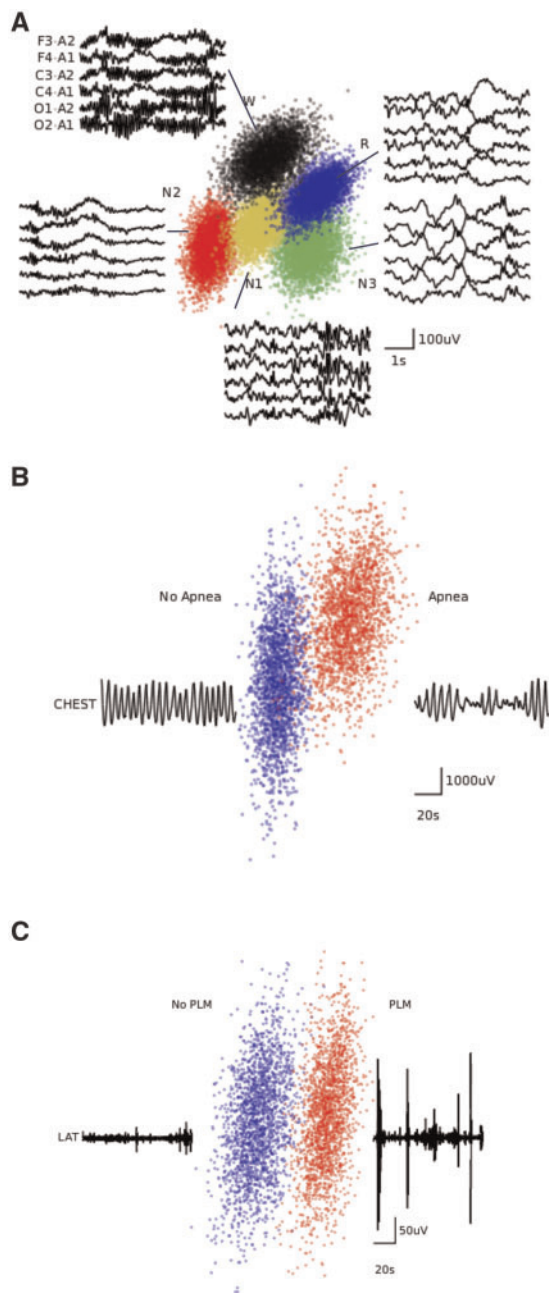 A
F3-A2
F4-A1
C3-A2
C4-A1
O1-A2
O2-A1
W
R
N2
N1
N3
100uV
1s
B
No Apnea
Apnea
CHEST
1000uV
20s
C
No PLM
PLM
LAT
50uV
20s